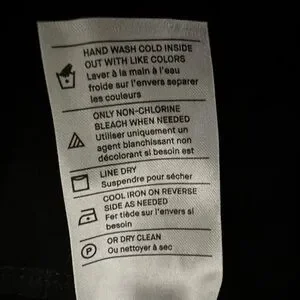 HAND WASH COLD INSIDE
OUT WITH LIKE COLORS
Laver à la main à l'eau
froide sur l'envers separer
les couleurs
ONLY NON-CHLORINE
BLEACH WHEN NEEDED
Utiliser uniquement un
agent blanchissant non
décolorant si besoin est
LINE DRY
Suspendre pour sécher
COOL IRON ON REVERSE
SIDE AS NEEDED
Fer tiède sur l'envers si
besoin
P
OR DRY CLEAN
Ou nettoyer à sec